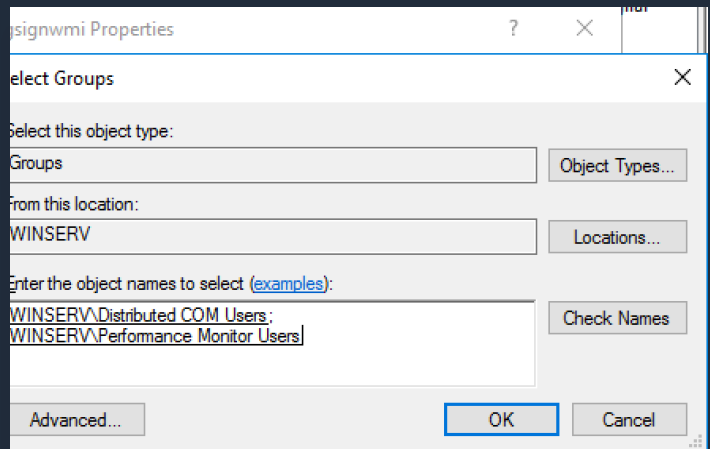 gsignwmi Properties
elect Groups
Select this object type:
Groups
Object Types...
From this location:
WINSERV
Locations...
Enter the object names to select (examples):
WINSERV\Distributed COM Users;
WINSERV\Performance Monitor Users
Check Names
Advanced...
OK
Cancel